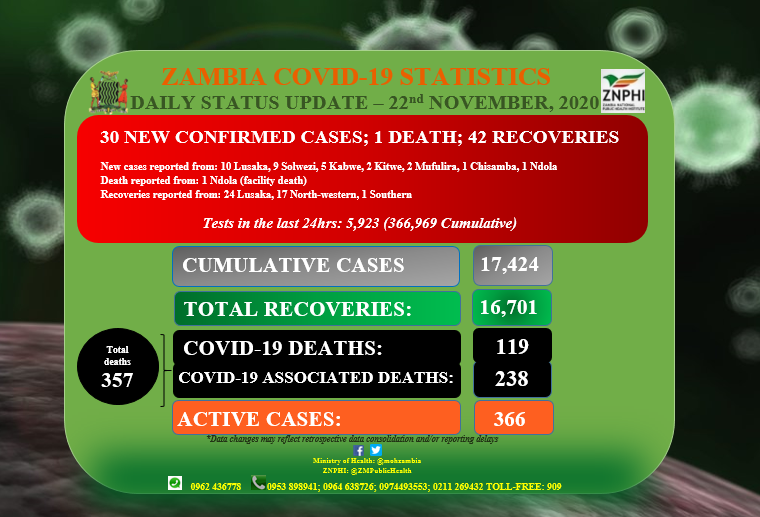 ZAMBIA COVID-19 STATISTICS
DAILY STATUS UPDATE – 22nd NOVEMBER, 2020
ZNPHI
ZAMBIA NATIONAL
PUBLIC HEALTH INSTITUTE
30 NEW CONFIRMED CASES; 1 DEATH; 42 RECOVERIES
New cases reported from: 10 Lusaka, 9 Solwezi, 5 Kabwe, 2 Kitwe, 2 Mufulira, 1 Chisamba, 1 Ndola
Death reported from: 1 Ndola (facility death)
Recoveries reported from: 24 Lusaka, 17 North-western, 1 Southern
Tests in the last 24hrs: 5,923 (366,969 Cumulative)
CUMULATIVE CASES 17,424
TOTAL RECOVERIES: 16,701
Total
deaths
357
COVID-19 DEATHS: 119
COVID-19 ASSOCIATED DEATHS: 238
ACTIVE CASES: 366
*Data changes may reflect retrospective data consolidation and/or reporting delays
Ministry of Health: @mohzambia
ZNPHI: @ZMPublicHealth
0962 436778 0953 898941; 0964 638726; 0974493553; 0211 269432 TOLL-FREE: 909